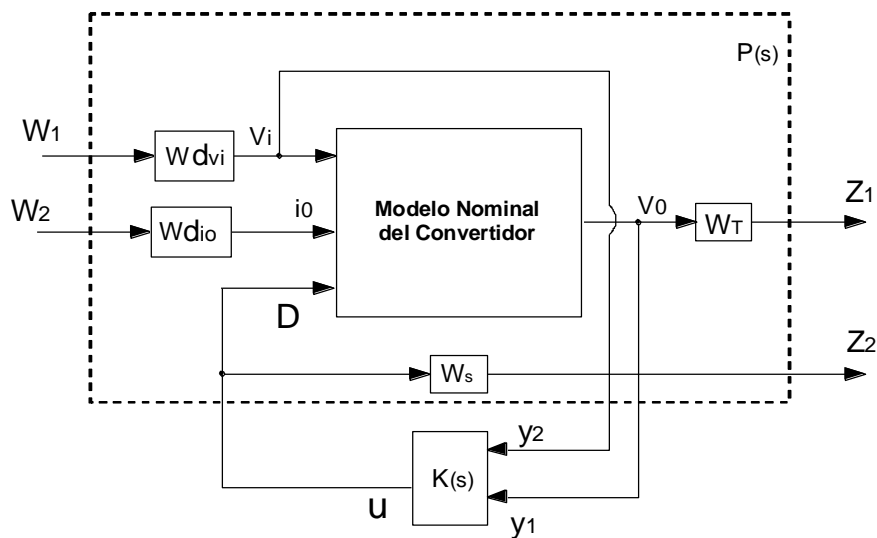 P(s)
W1
Wdvi
Vi
W2
Wdio
i0
Modelo Nominal
del Convertidor
V0
WT
Z1
D
Ws
Z2
K(s)
y2
u
y1